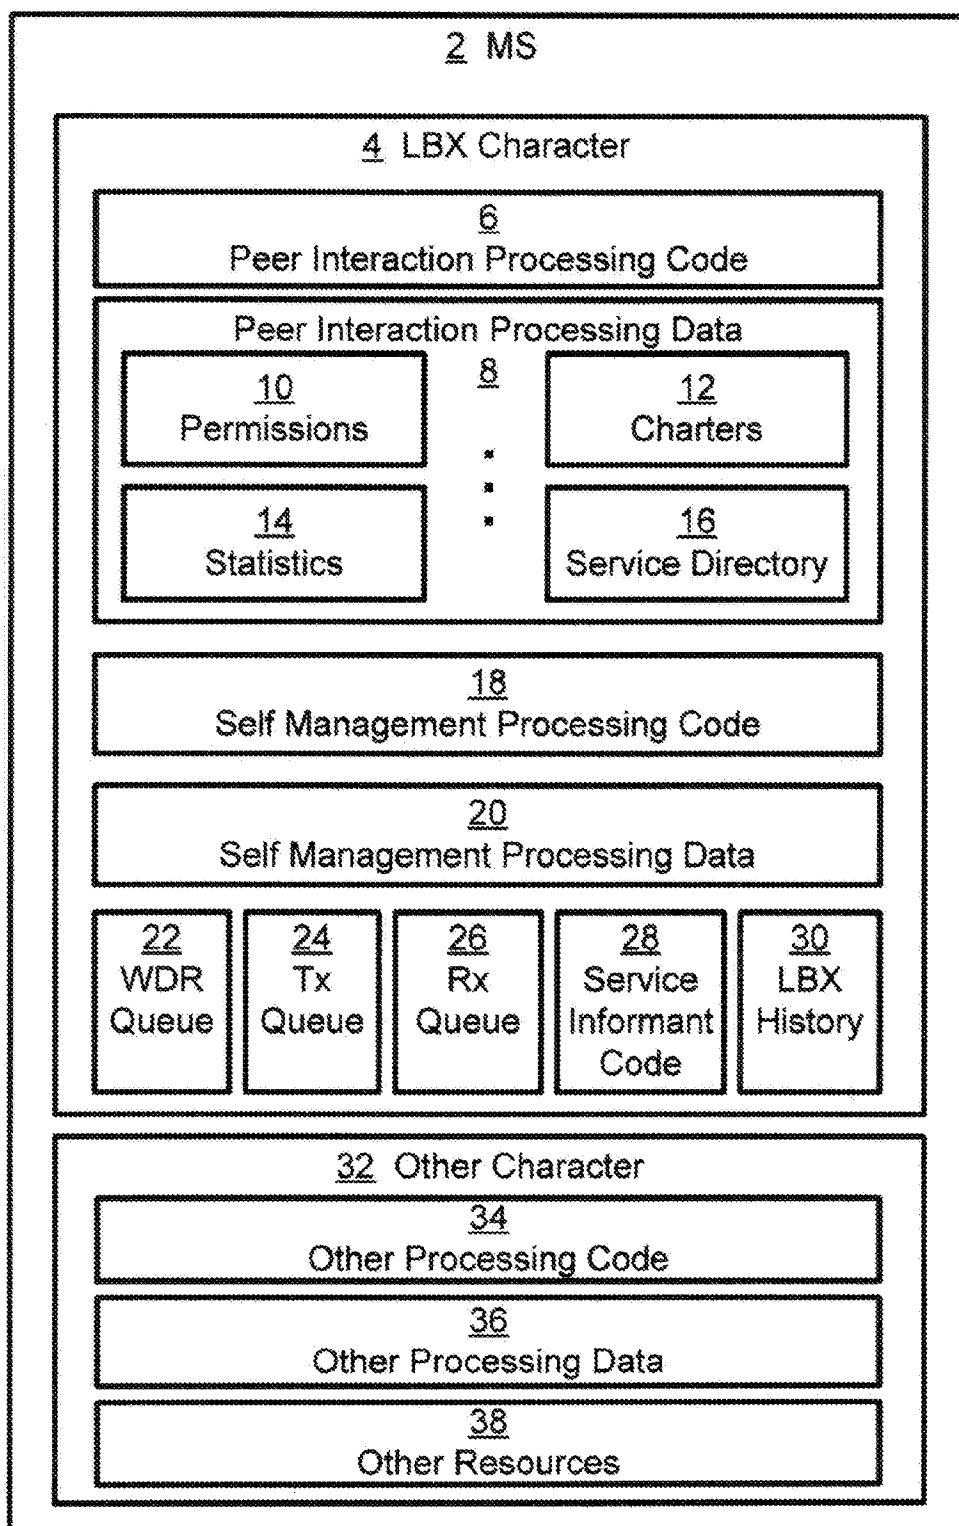 2 MS
4 LBX Character
6
Peer Interaction Processing Code
Peer Interaction Processing Data
8
10
Permissions
12
Charters
14
Statistics
16
Service Directory
18
Self Management Processing Code
20
Self Management Processing Data
22
WDR
Queue
24
Tx
Queue
26
Rx
Queue
28
Service
Informant
Code
30
LBX
History
32 Other Character
34
Other Processing Code
36
Other Processing Data
38
Other Resources